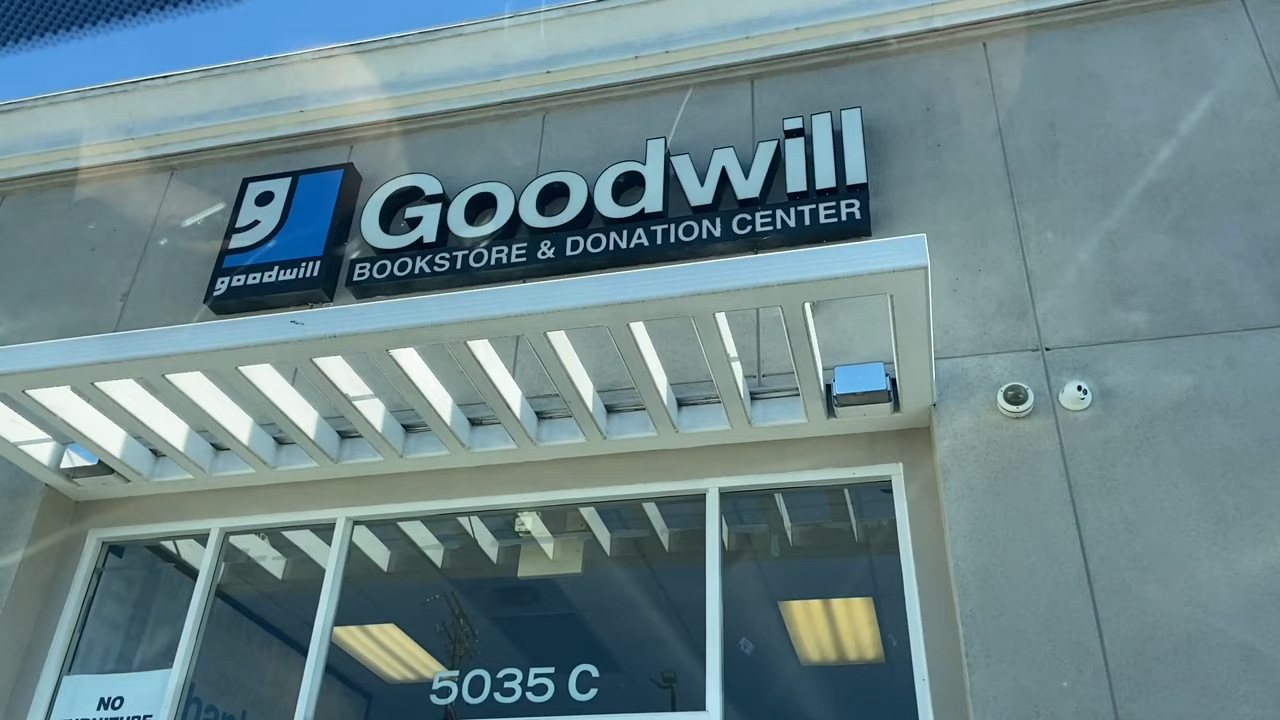 Goodwill
goodwill
BOOKSTORE & DONATION CENTER
5035 C
NO